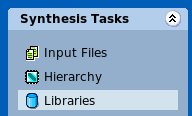 Synthesis Tasks
Input Files
Hierarchy
Libraries